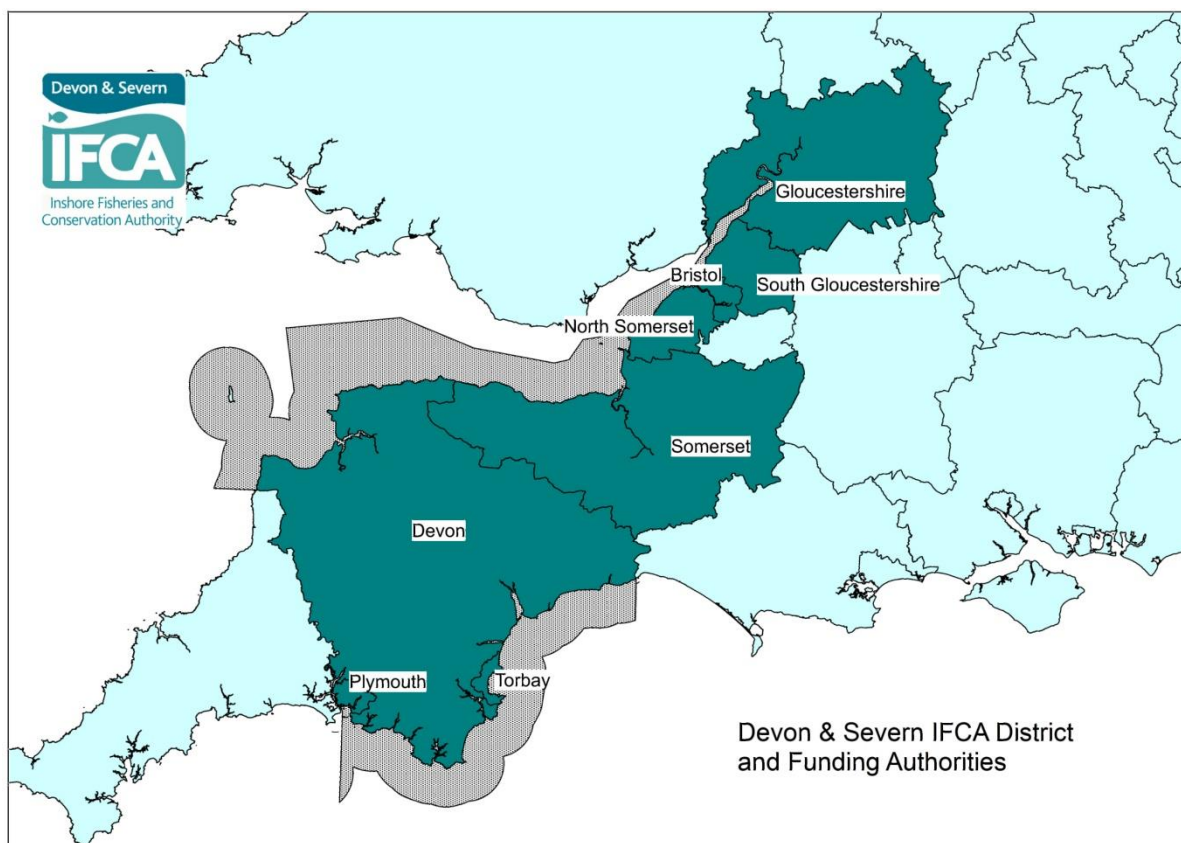 Devon & Severn
IFCA
Inshore Fisheries and
Conservation Authority
Gloucestershire
Bristol
South Gloucestershire
North Somerset
Somerset
Devon
Plymouth
Torbay
Devon & Severn IFCA District
and Funding Authorities